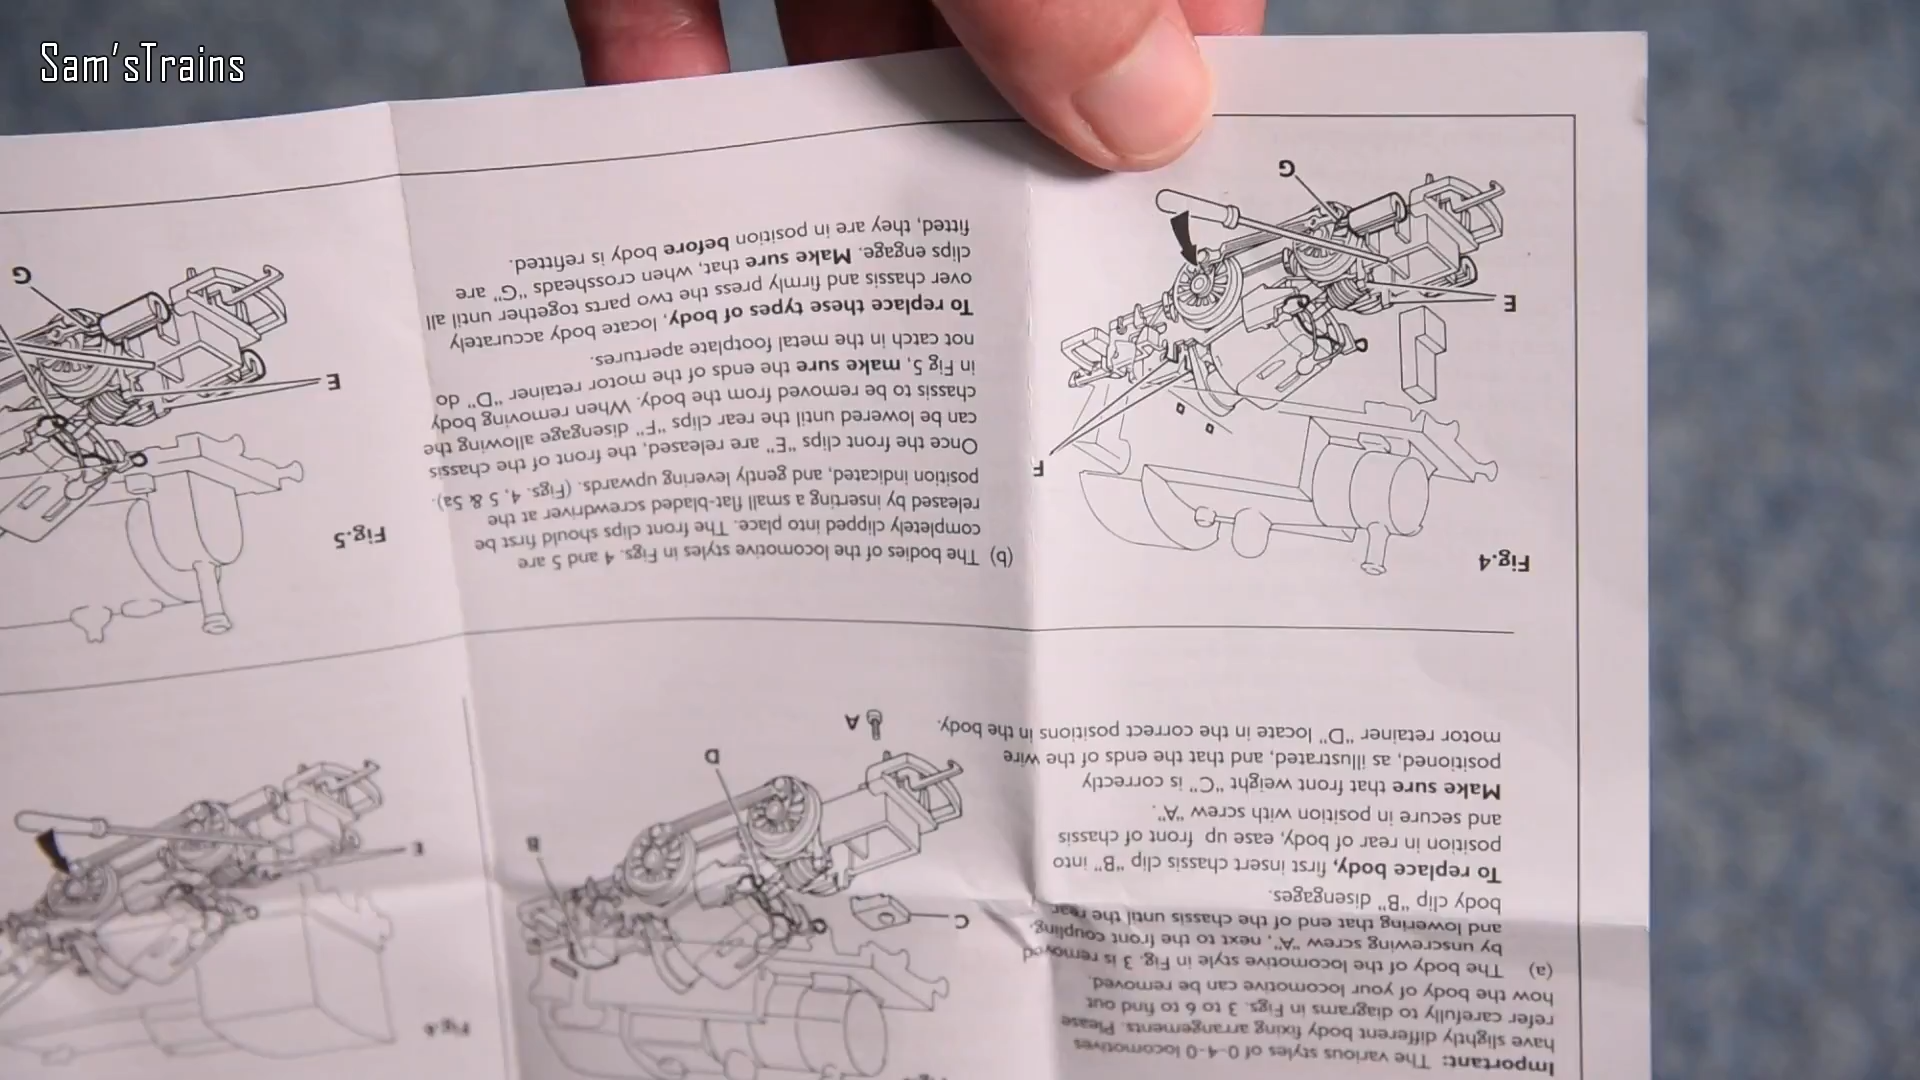 Sam'sTrains
Important: The various styles of 0-4-0 locomotives
have slightly different body fixing arrangements. Please
refer carefully to diagrams in Figs. 3 to 6 to find out
how the body of your locomotive can be removed.
(a) The body of the locomotive style in Fig. 3 is removed
by unscrewing screw "A", next to the front coupling,
and lowering that end of the chassis until the rear
body clip "B" disengages.
To replace body, first insert chassis clip "B" into
position in rear of body, ease up front of chassis
and secure in position with screw "A".
Make sure that front weight "C" is correctly
positioned, as illustrated, and that the ends of the wire
motor retainer "D" locate in the correct positions in the body.
C
B
D
A
E
Fig.4
F
E
G
(b) The bodies of the locomotive styles in Figs. 4 and 5 are
completely clipped into place. The front clips should first be
released by inserting a small flat-bladed screwdriver at the
position indicated, and gently levering upwards. (Figs. 4, 5 & 5a).
Once the front clips "E" are released, the front of the chassis
can be lowered until the rear clips "F" disengage allowing the
chassis to be removed from the body. When removing body
in Fig 5, make sure the ends of the motor retainer "D" do
not catch in the metal footplate apertures.
To replace these types of body, locate body accurately
over chassis and firmly press the two parts together until all
clips engage. Make sure that, when crossheads "G" are
fitted, they are in position before body is refitted.
Fig.5
E
G